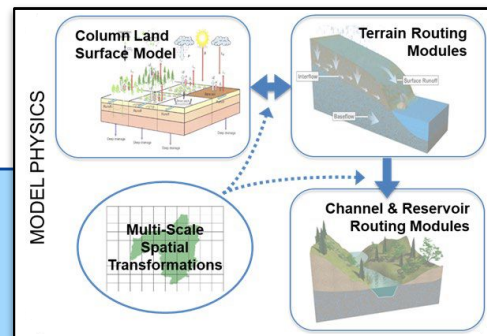 MODEL PHYSICS
Column Land
Surface Model
Terrain Routing
Modules
Interflow
Surface Runoff
Baseflow
Multi-Scale
Spatial
Transformations
Channel & Reservoir
Routing Modules